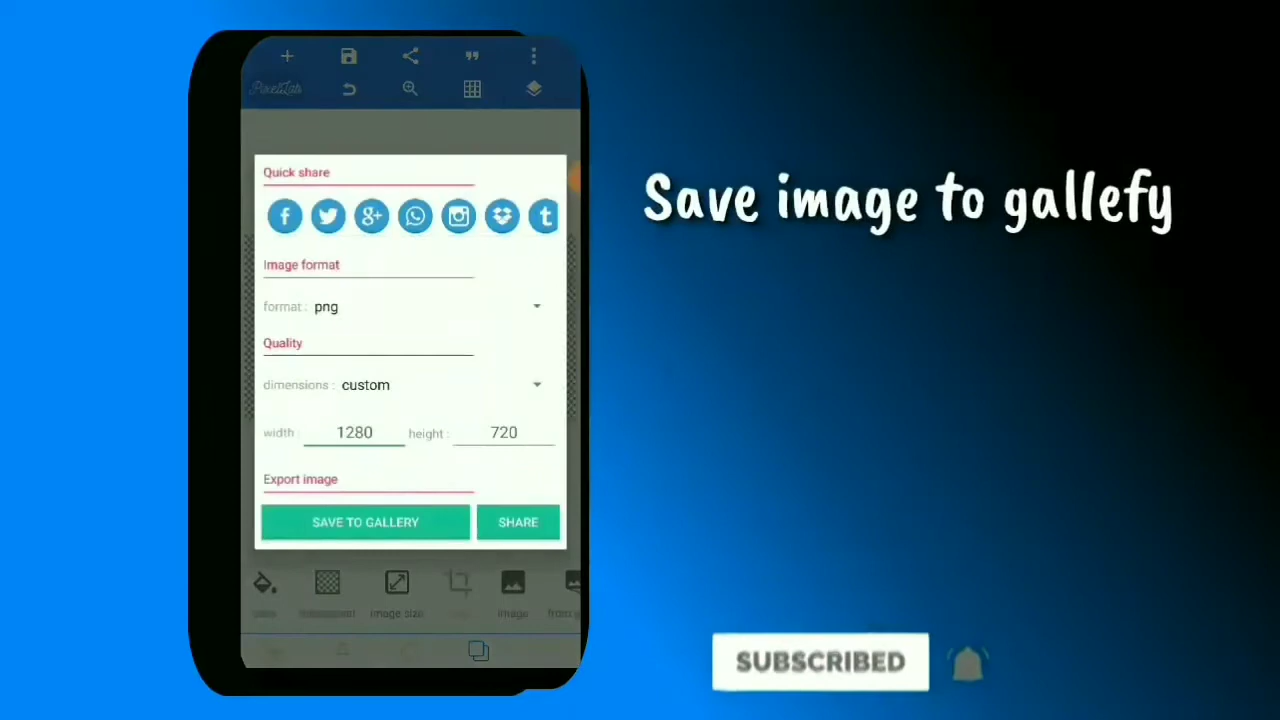 PixelLab
Quick share
Image format
format : png
Quality
dimensions : custom
width : 1280 height : 720
Export image
SAVE TO GALLERY SHARE
image size image
Save image to gallefy
SUBSCRIBED